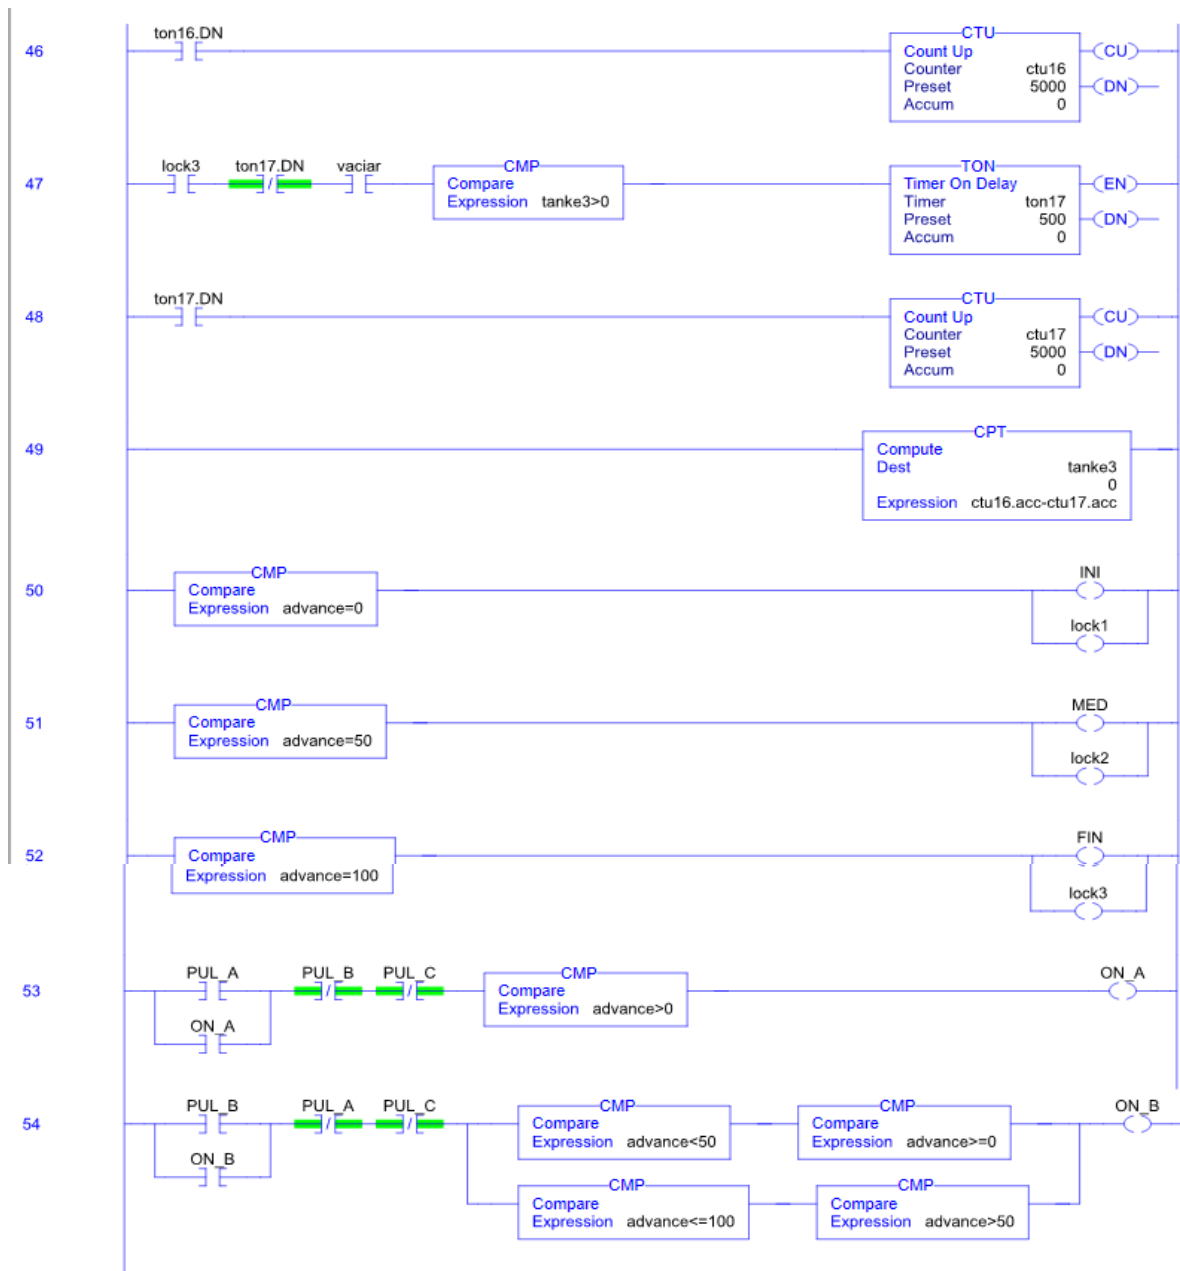 46
ton16.DN
CTU
Count Up
Counter ctu16
Preset 5000
Accum 0
CU
DN
47
lock3
ton17.DN
vaciar
CMP
Compare
Expression tanke3>0
TON
Timer On Delay
Timer ton17
Preset 500
Accum 0
EN
DN
48
ton17.DN
CTU
Count Up
Counter ctu17
Preset 5000
Accum 0
CU
DN
49
CPT
Compute
Dest tanke3
0
Expression ctu16.acc-ctu17.acc
50
CMP
Compare
Expression advance=0
INI
lock1
51
CMP
Compare
Expression advance=50
MED
lock2
52
CMP
Compare
Expression advance=100
FIN
lock3
53
PUL_A
PUL_B
PUL_C
ON_A
CMP
Compare
Expression advance>0
ON_A
54
PUL_B
PUL_A
PUL_C
ON_B
CMP
Compare
Expression advance<50
CMP
Compare
Expression advance>=0
CMP
Compare
Expression advance<=100
CMP
Compare
Expression advance>50
ON_B